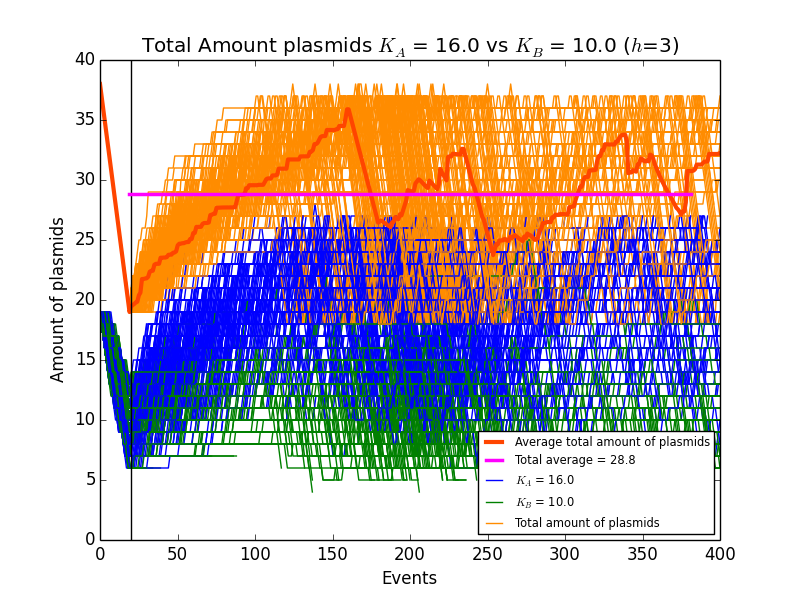 Total Amount plasmids K_A = 16.0 vs K_B = 10.0 (h=3)
40
35
30
25
20
15
10
5
0
Amount of plasmids
Average total amount of plasmids
Total average = 28.8
K_A = 16.0
K_B = 10.0
Total amount of plasmids
0 50 100 150 200 250 300 350 400
Events